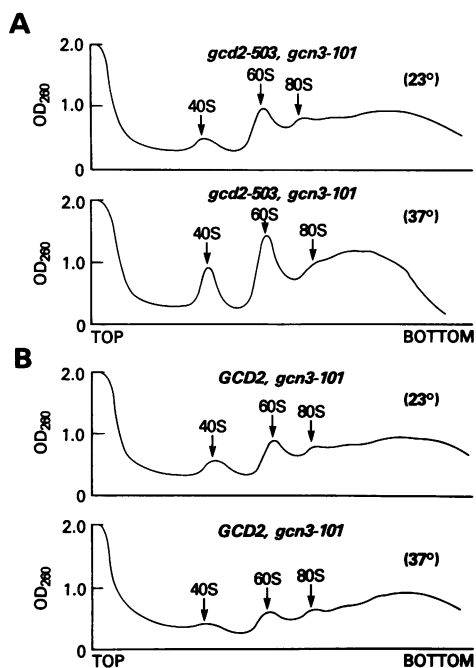 A
gcd2-503, gcn3-101
(23°)
2.0
1.0
0
OD260
40S
60S
80S
gcd2-503, gcn3-101
(37°)
2.0
1.0
0
OD260
40S
60S
80S
TOP
BOTTOM
B
GCD2, gcn3-101
(23°)
2.0
1.0
0
OD260
40S
60S
80S
GCD2, gcn3-101
(37°)
2.0
1.0
0
OD260
40S
60S
80S
TOP
BOTTOM